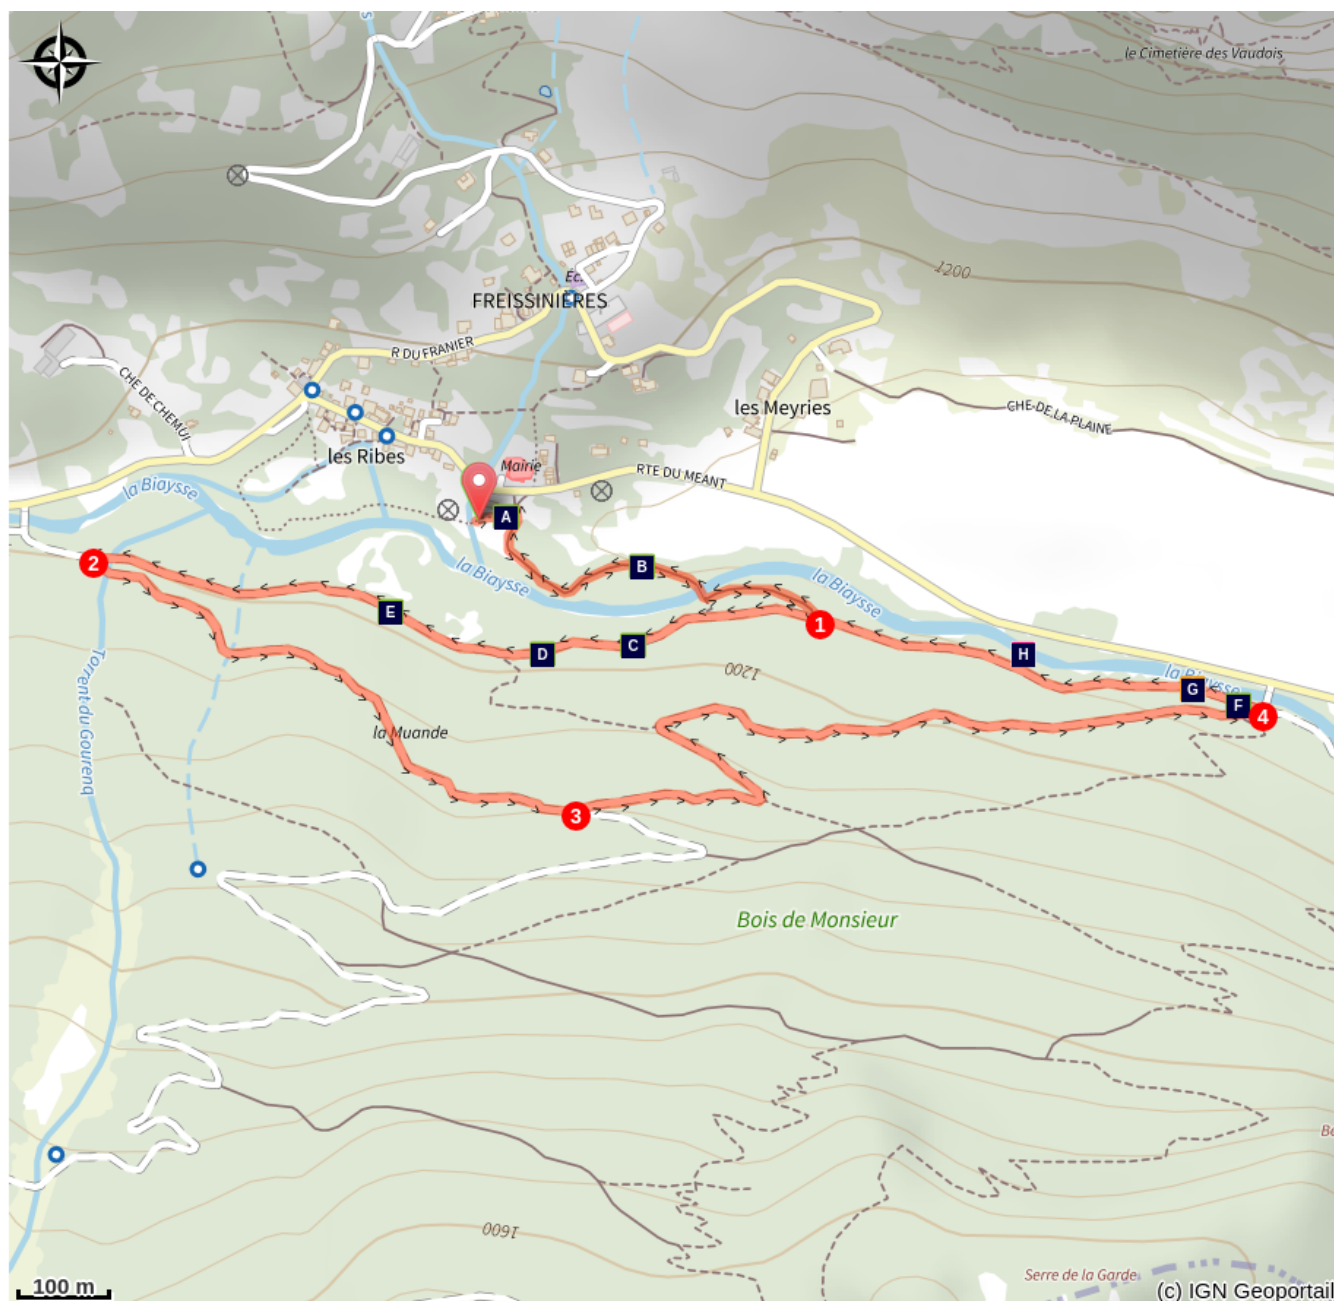 s
le Cimetière des Vaudois
1200
Éc.
FREISSINIÈRES
R DU FRANIER
CHE DE CHEMUI
les Meyries
CHE DE LA PLAINE
les Ribes
Mairie
RTE DU MEANT
la Biaysse
A
2
la Biaysse
B
la Biaysse
E
1
D
C
H
1200
la Biaysse
G
F
4
Torrent du Gourenq
la Muande
3
Bois de Monsieur
1600
Serre de la Garde
100 m
(c) IGN Geoportail